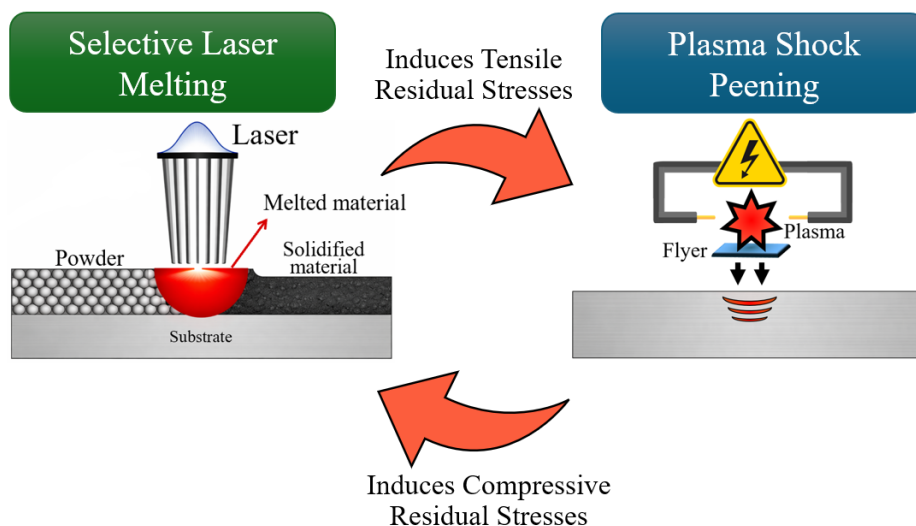 Selective Laser
Melting
Induces Tensile
Residual Stresses
Plasma Shock
Peening
Laser
Melted material
Powder
Solidified
material
Substrate
Plasma
Flyer
Induces Compressive
Residual Stresses